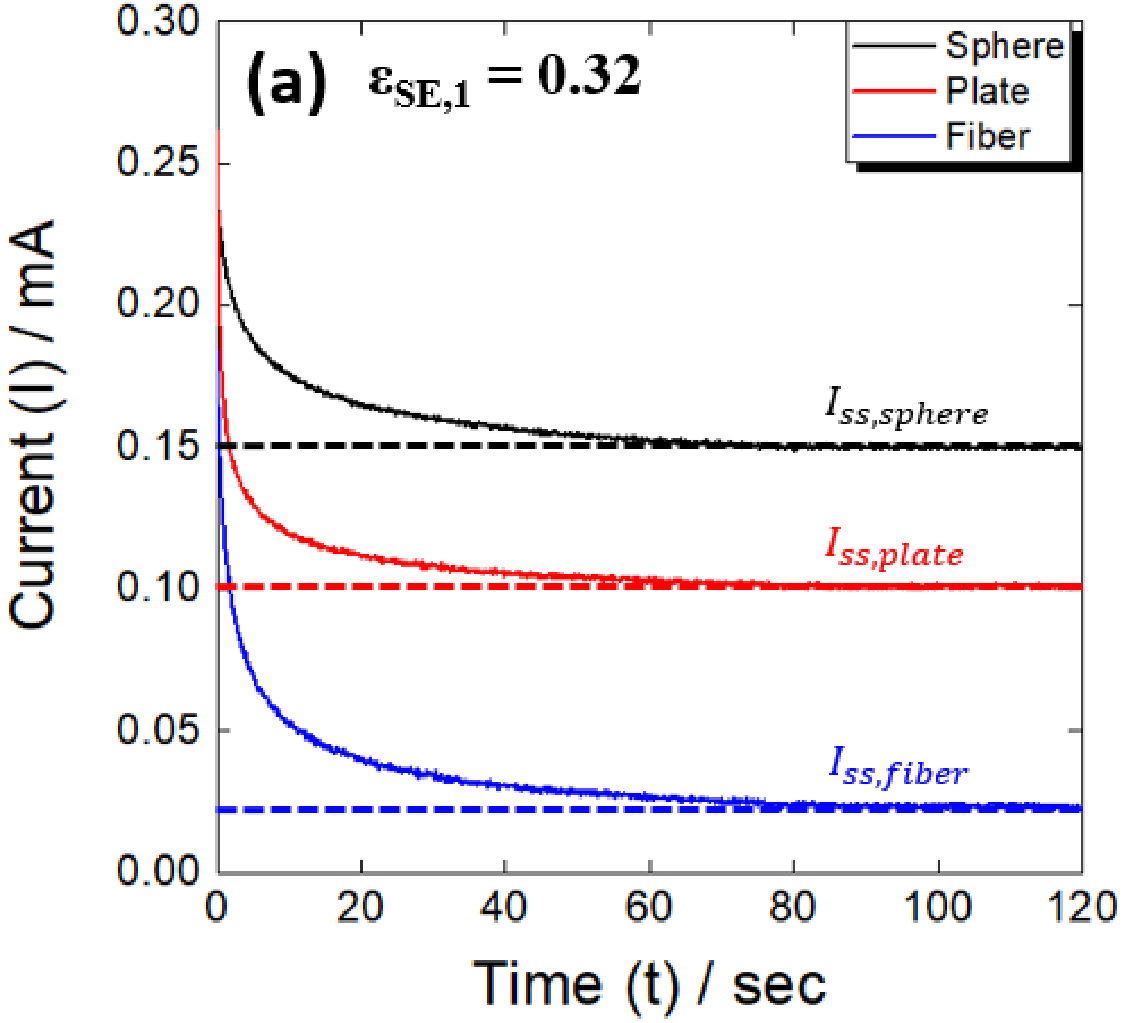 (a) ε_SE,1 = 0.32
Sphere
Plate
Fiber
0.30
0.25
0.20
0.15
0.10
0.05
0.00
Current (I) / mA
I_ss,sphere
I_ss,plate
I_ss,fiber
0 20 40 60 80 100 120
Time (t) / sec